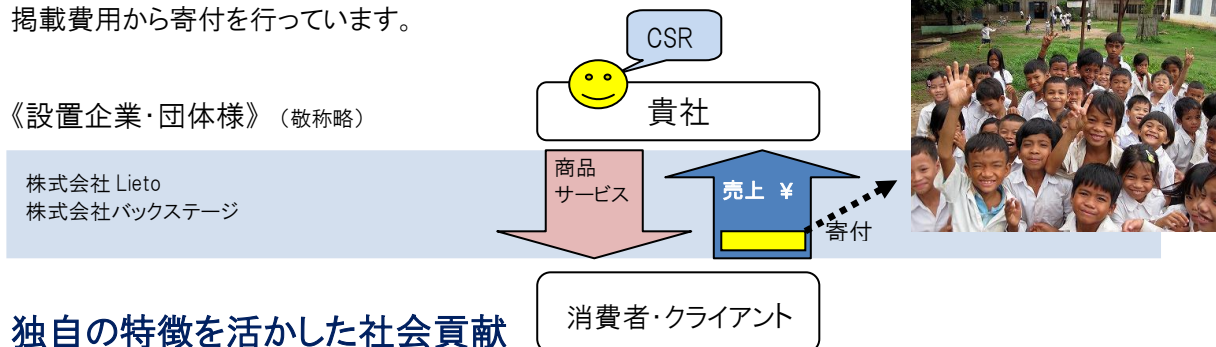 掲載費用から寄付を行っています。
CSR
《設置企業・団体様》 （敬称略）
貴社
株式会社 Lieto
株式会社バックステージ
商品
サービス
売上 ¥
寄付
消費者・クライアント
独自の特徴を活かした社会貢献